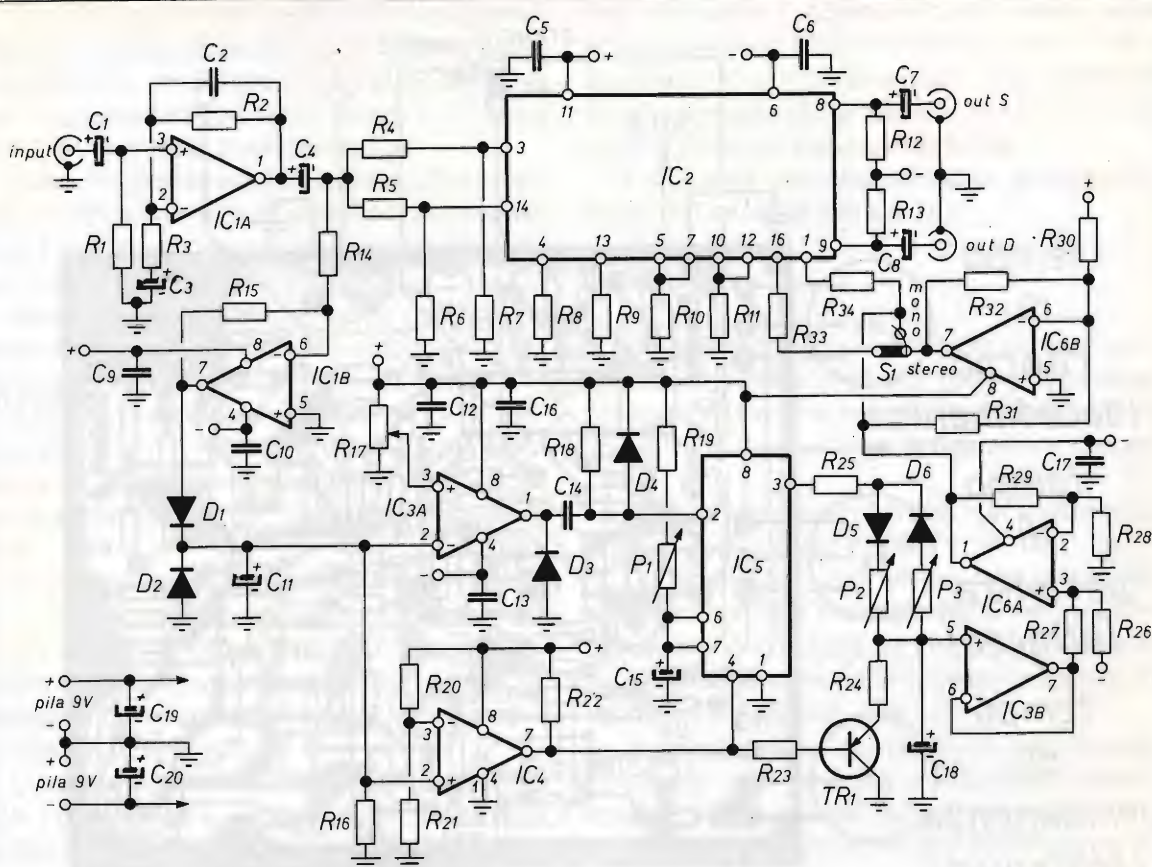 C5
+
-
C6
C2
R2
C1
input
3
+
1
2
-
IC1A
C4
R4
R5
3
14
11
6
IC2
8
9
C7
out S
R12
-
R13
C8
out D
+
R30
R1
R3
C3
R14
R15
4
13
5
7
10
12
16
1
R6
R7
R8
R9
R10
R11
R33
R34
mono
S1
stereo
R32
7
6
-
IC6B
8
+
5
R31
+
C9
7
8
6
-
IC1B
4
5
+
-
C10
+
R17
C12
C16
R18
D4
R19
8
3
R25
D6
C17
-
D1
D2
C11
3
+
IC3A
8
1
2
-
4
-
C13
C14
D3
2
P1
IC5
6
7
C15
4
1
D5
P2
P3
R29
4
-
2
1
IC6A
+
3
R28
R27
R26
-
+
pila 9V
C19
-
+
pila 9V
C20
-
R20
R22
+
-
3
8
7
IC4
2
+
1
4
R16
R21
R23
R24
TR1
C18
5
+
6
-
7
IC3B